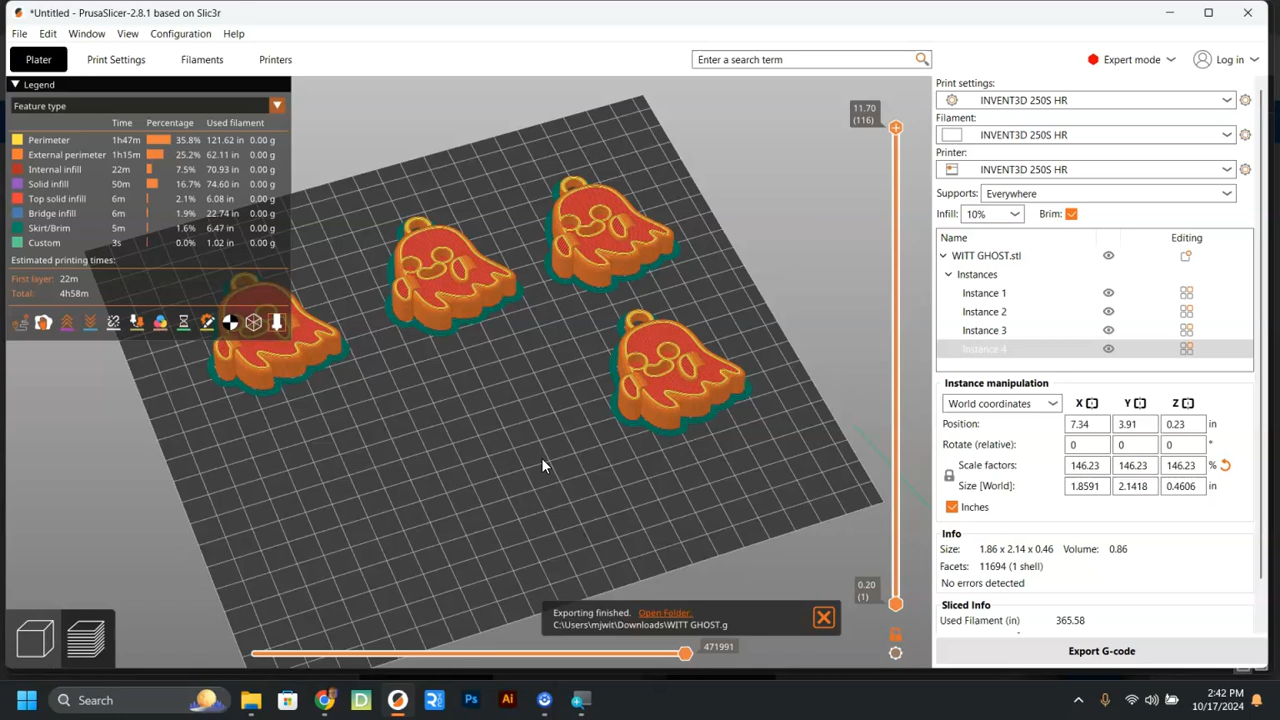 *Untitled - PrusaSlicer-2.8.1 based on Slic3r
File Edit Window View Configuration Help
Plater Print Settings Filaments Printers
Enter a search term
Expert mode
Log in
Legend
Feature type
Time Percentage Used filament
Perimeter 1h47m 35.8% 121.62 in 0.00 g
External perimeter 1h15m 25.2% 62.11 in 0.00 g
Internal infill 22m 7.5% 70.93 in 0.00 g
Solid infill 50m 16.7% 74.60 in 0.00 g
Top solid infill 6m 2.1% 6.08 in 0.00 g
Bridge infill 6m 1.9% 22.74 in 0.00 g
Skirt/Brim 5m 1.6% 6.47 in 0.00 g
Custom 3s 0.0% 1.02 in 0.00 g
Estimated printing times:
First layer: 22m
Total: 4h58m
11.70
(116)
0.20
(1)
Exporting finished. Open Folder.
C:\Users\mjwit\Downloads\WITT GHOST.g
471991
Print settings:
INVENT3D 250S HR
Filament:
INVENT3D 250S HR
Printer:
INVENT3D 250S HR
Supports: Everywhere
Infill: 10% Brim:
Name Editing
WITT GHOST.stl
Instances
Instance 1
Instance 2
Instance 3
Instance 4
Instance manipulation
World coordinates X Y Z
Position: 7.34 3.91 0.23 in
Rotate (relative): 0 0 0 °
Scale factors: 146.23 146.23 146.23 %
Size [World]: 1.8591 2.1418 0.4606 in
Inches
Info
Size: 1.86 x 2.14 x 0.46 Volume: 0.86
Facets: 11694 (1 shell)
No errors detected
Sliced Info
Used Filament (in) 365.58
Export G-code
Search
Ps
Ai
2:42 PM
10/17/2024